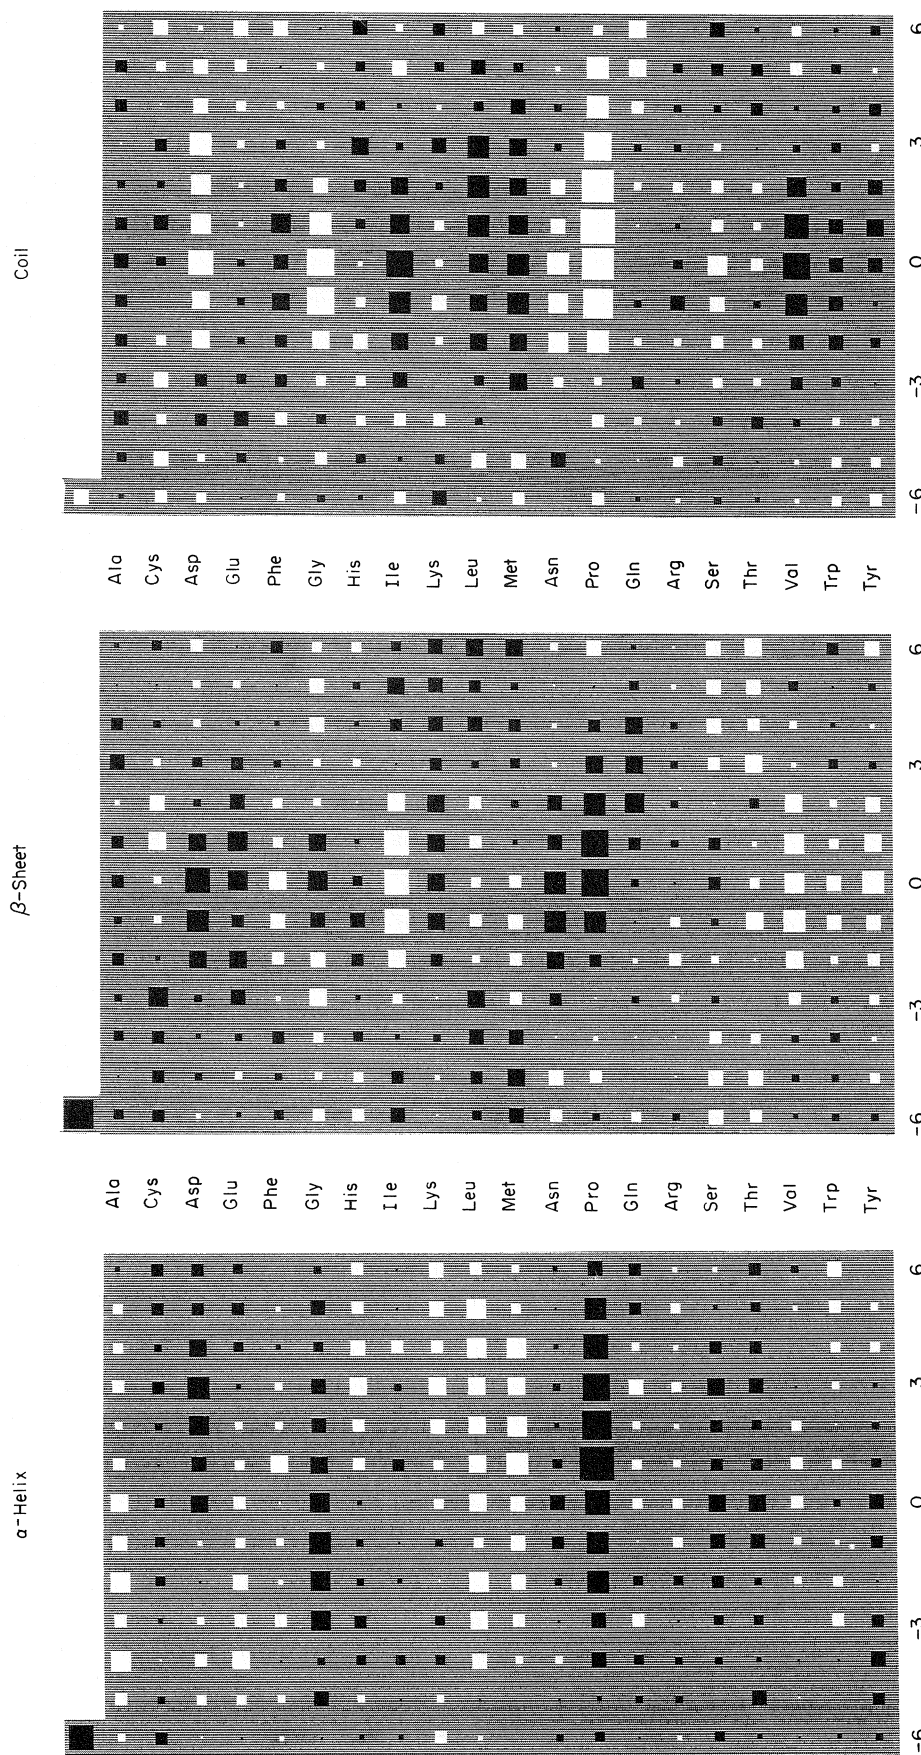 α-Helix β-Sheet Coil
Ala Ala
Cys Cys
Asp Asp
Glu Glu
Phe Phe
Gly Gly
His His
Ile Ile
Lys Lys
Leu Leu
Met Met
Asn Asn
Pro Pro
Gln Gln
Arg Arg
Ser Ser
Thr Thr
Val Val
Trp Trp
Tyr Tyr
-6 -3 0 3 6 -6 -3 0 3 6 -6 -3 0 3 6